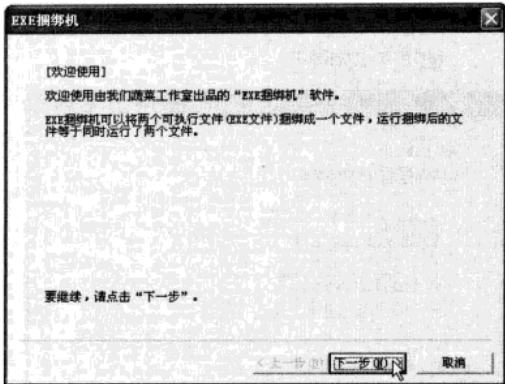 EXE捆绑机
[欢迎使用]
欢迎使用由我们蔬菜工作室出品的“EXE捆绑机”软件。
EXE捆绑机可以将两个可执行文件(EXE文件)捆绑成一个文件，运行捆绑后的文
件等于同时运行了两个文件。
要继续，请点击“下一步”。
<上一步(B) 下一步(N)> 取消